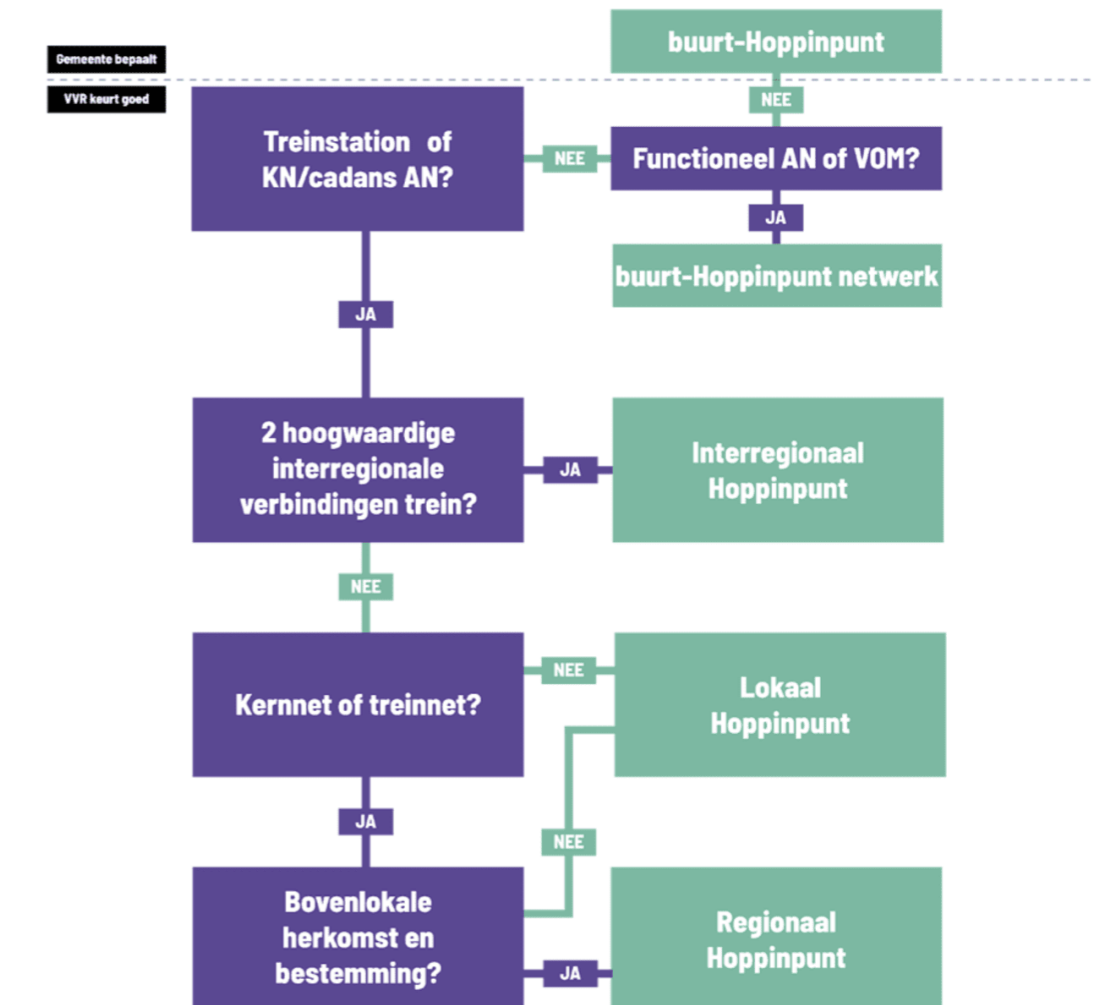 buurt-Hoppinpunt
Gemeente bepaalt
VVR keurt goed
NEE
Treinstation of
KN/cadans AN?
NEE
Functioneel AN of VOM?
JA
buurt-Hoppinpunt netwerk
JA
2 hoogwaardige
interregionale
verbindingen trein?
JA
Interregionaal
Hoppinpunt
NEE
Kernnet of treinnet?
NEE
Lokaal
Hoppinpunt
JA
NEE
Bovenlokale
herkomst en
bestemming?
JA
Regionaal
Hoppinpunt